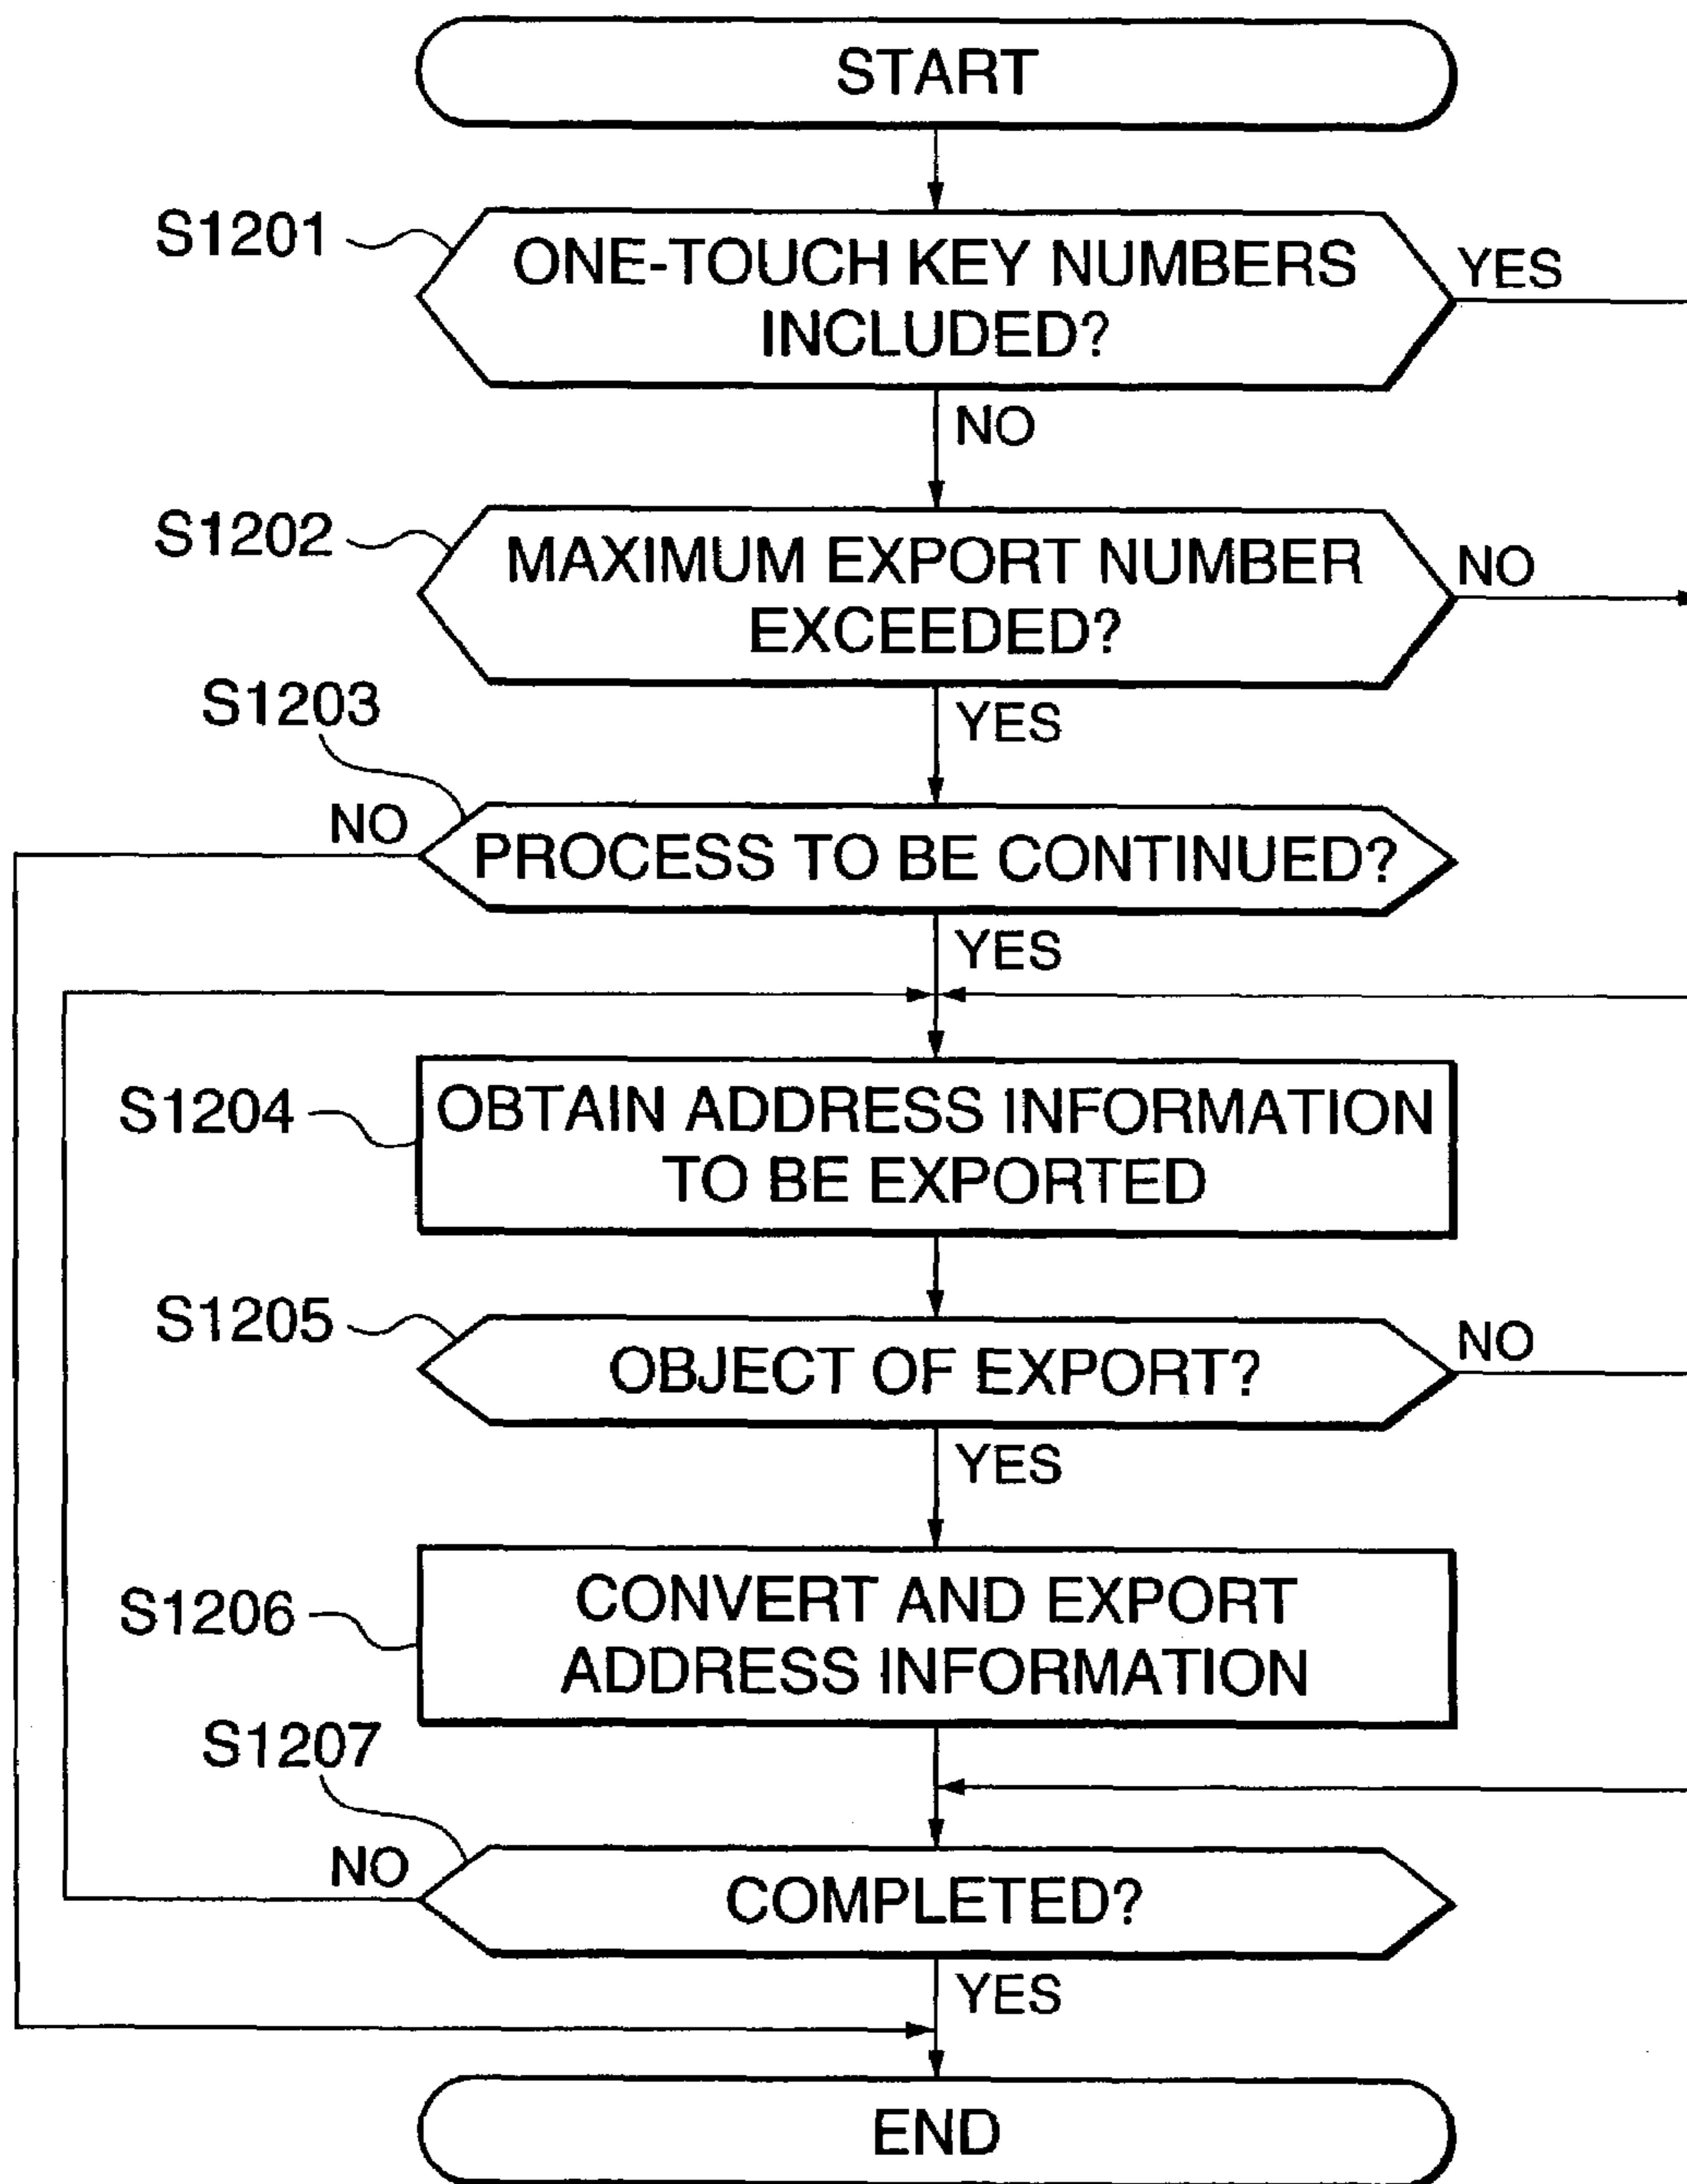 START
S1201
ONE-TOUCH KEY NUMBERS
INCLUDED?
YES
NO
S1202
MAXIMUM EXPORT NUMBER
EXCEEDED?
NO
YES
S1203
NO
PROCESS TO BE CONTINUED?
YES
S1204
OBTAIN ADDRESS INFORMATION
TO BE EXPORTED
S1205
OBJECT OF EXPORT?
NO
YES
S1206
CONVERT AND EXPORT
ADDRESS INFORMATION
S1207
NO
COMPLETED?
YES
END